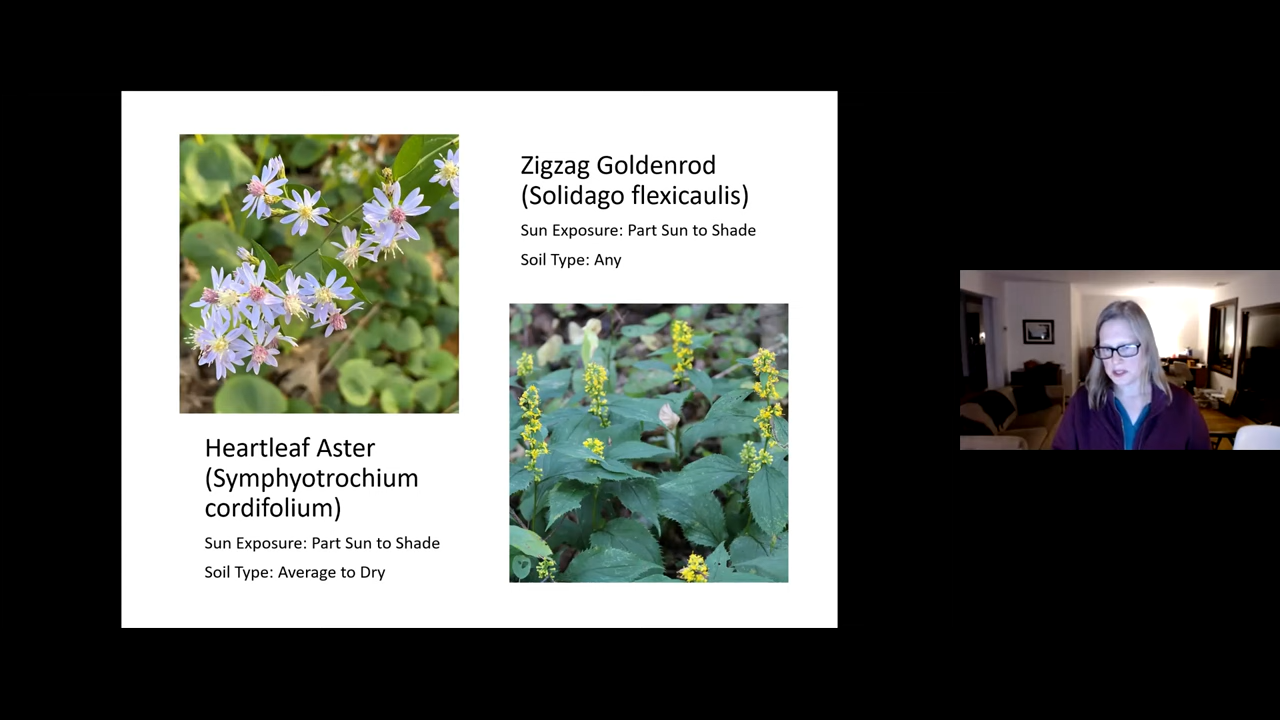 Zigzag Goldenrod
(Solidago flexicaulis)
Sun Exposure: Part Sun to Shade
Soil Type: Any
Heartleaf Aster
(Symphyotrochium
cordifolium)
Sun Exposure: Part Sun to Shade
Soil Type: Average to Dry